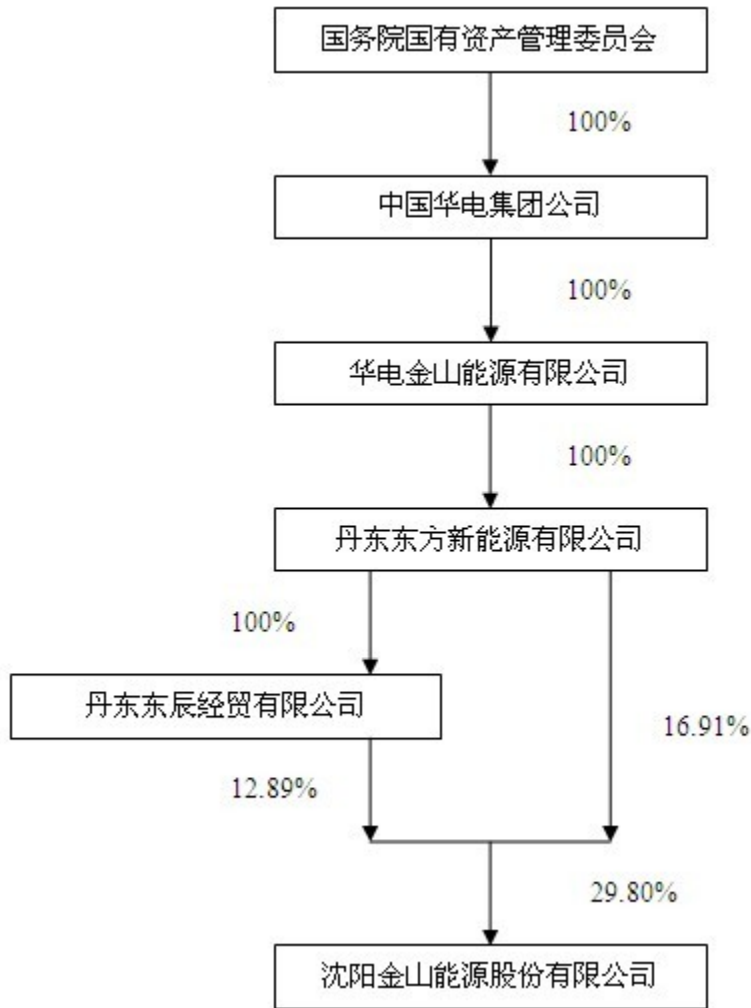 国务院国有资产管理委员会
100%
中国华电集团公司
100%
华电金山能源有限公司
100%
丹东东方新能源有限公司
100%
丹东东辰经贸有限公司
16.91%
12.89%
29.80%
沈阳金山能源股份有限公司